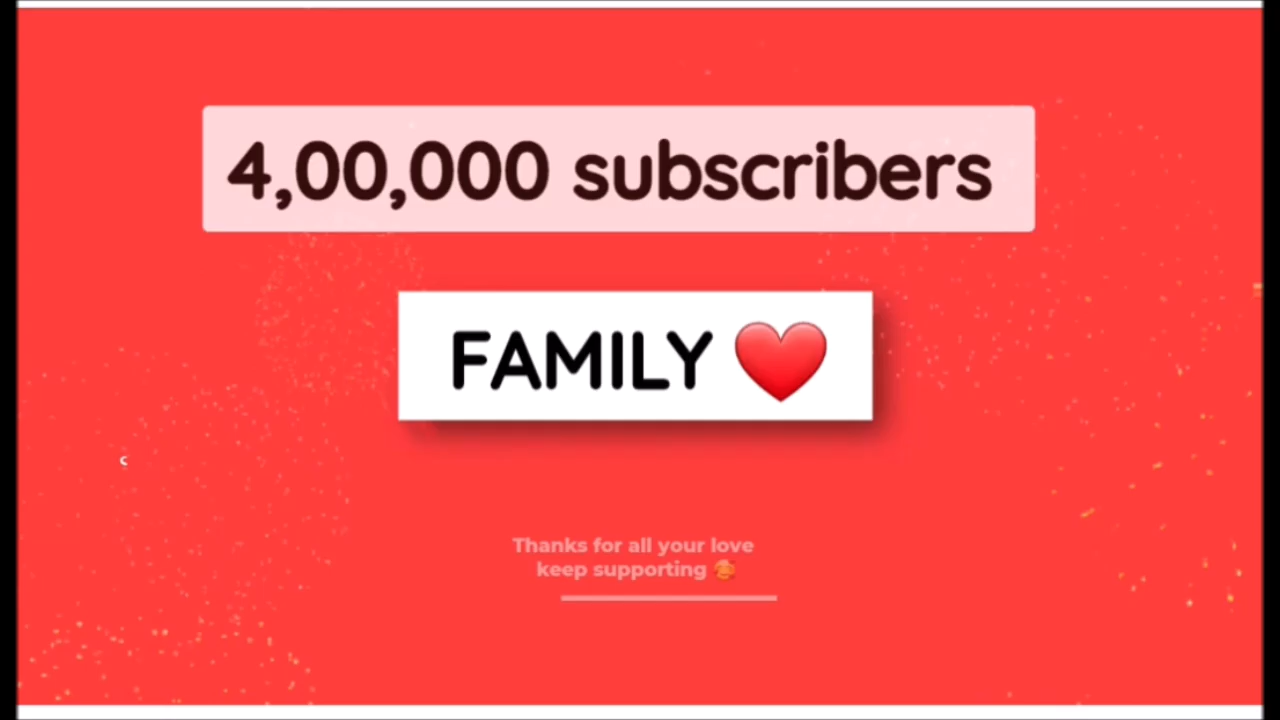 4,00,000 subscribers
FAMILY ❤️
Thanks for all your love
keep supporting 🥰